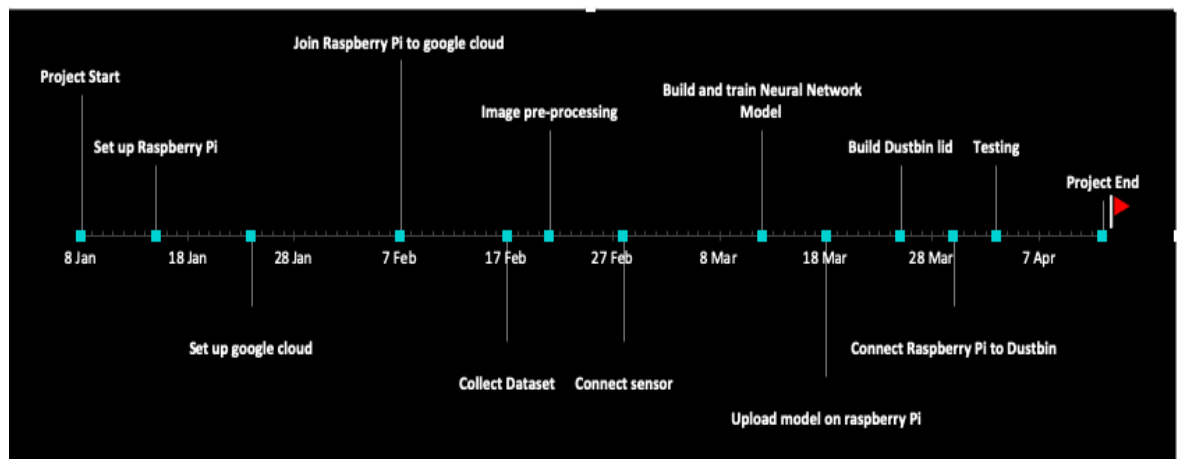 Join Raspberry Pi to google cloud
Project Start
Build and train Neural Network
Model
Image pre-processing
Set up Raspberry Pi
Build Dustbin lid
Testing
Project End
8 Jan
18 Jan
28 Jan
7 Feb
17 Feb
27 Feb
8 Mar
18 Mar
28 Mar
7 Apr
Set up google cloud
Connect Raspberry Pi to Dustbin
Collect Dataset
Connect sensor
Upload model on raspberry Pi